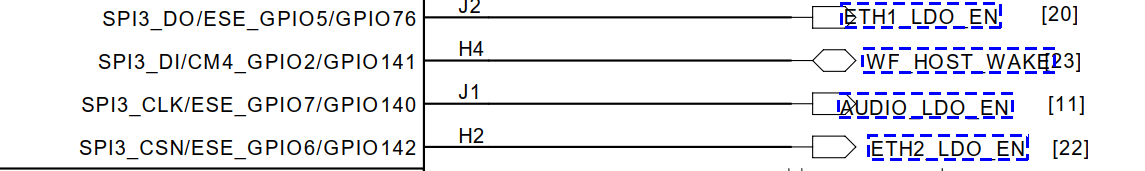 SPI3_DO/ESE_GPIO5/GPIO76 J2 ETH1_LDO_EN [20]
SPI3_DI/CM4_GPIO2/GPIO141 H4 WF_HOST_WAKE [23]
SPI3_CLK/ESE_GPIO7/GPIO140 J1 AUDIO_LDO_EN [11]
SPI3_CSN/ESE_GPIO6/GPIO142 H2 ETH2_LDO_EN [22]